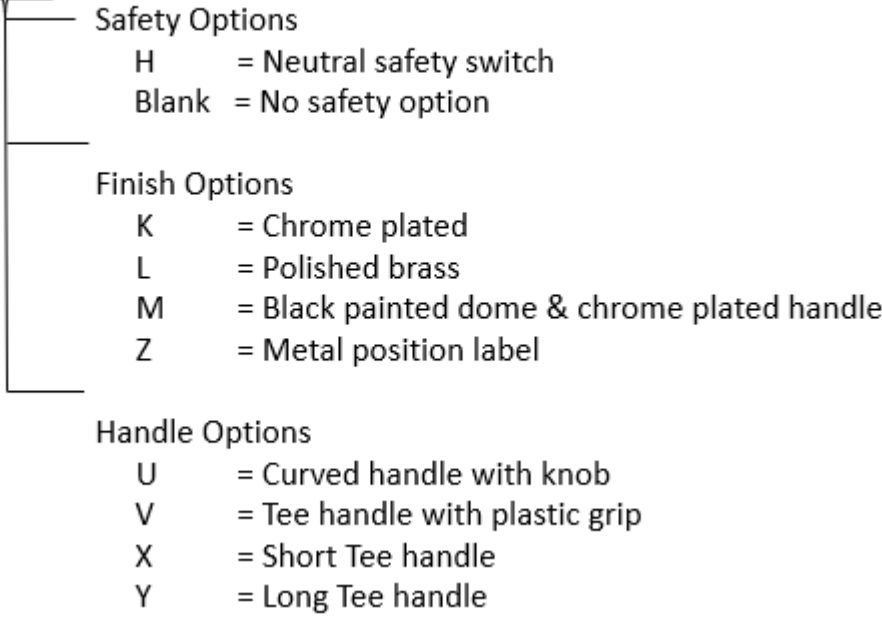 Safety Options
H = Neutral safety switch
Blank = No safety option
Finish Options
K = Chrome plated
L = Polished brass
M = Black painted dome & chrome plated handle
Z = Metal position label
Handle Options
U = Curved handle with knob
V = Tee handle with plastic grip
X = Short Tee handle
Y = Long Tee handle